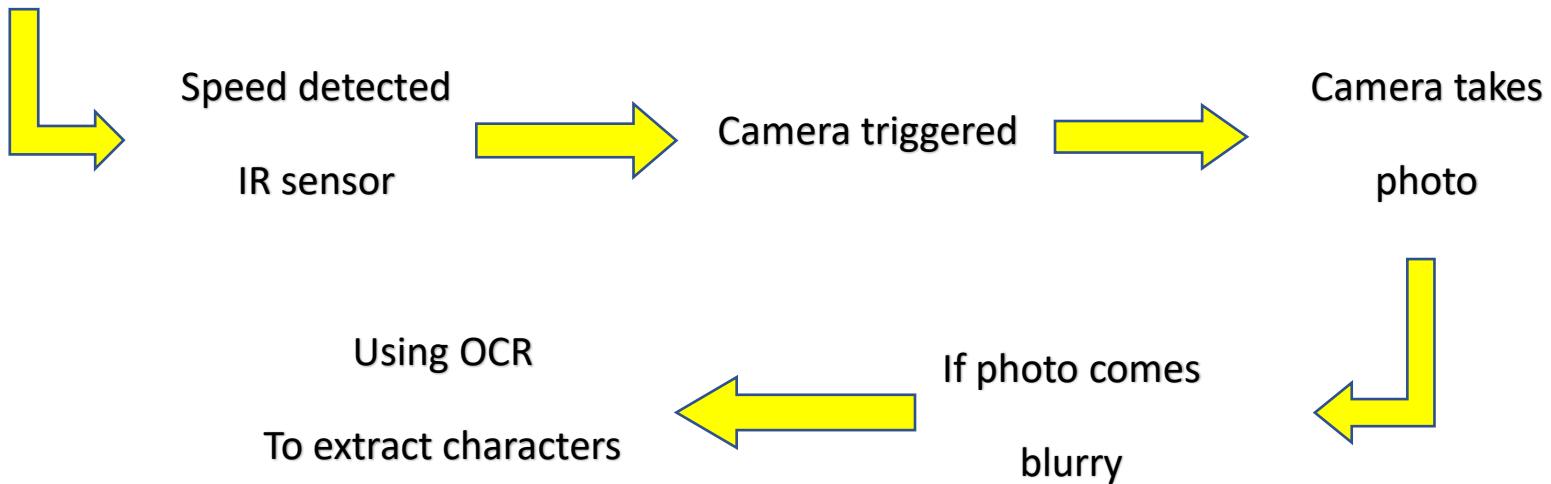 Speed detected
IR sensor
Camera triggered
Camera takes
photo
If photo comes
blurry
Using OCR
To extract characters